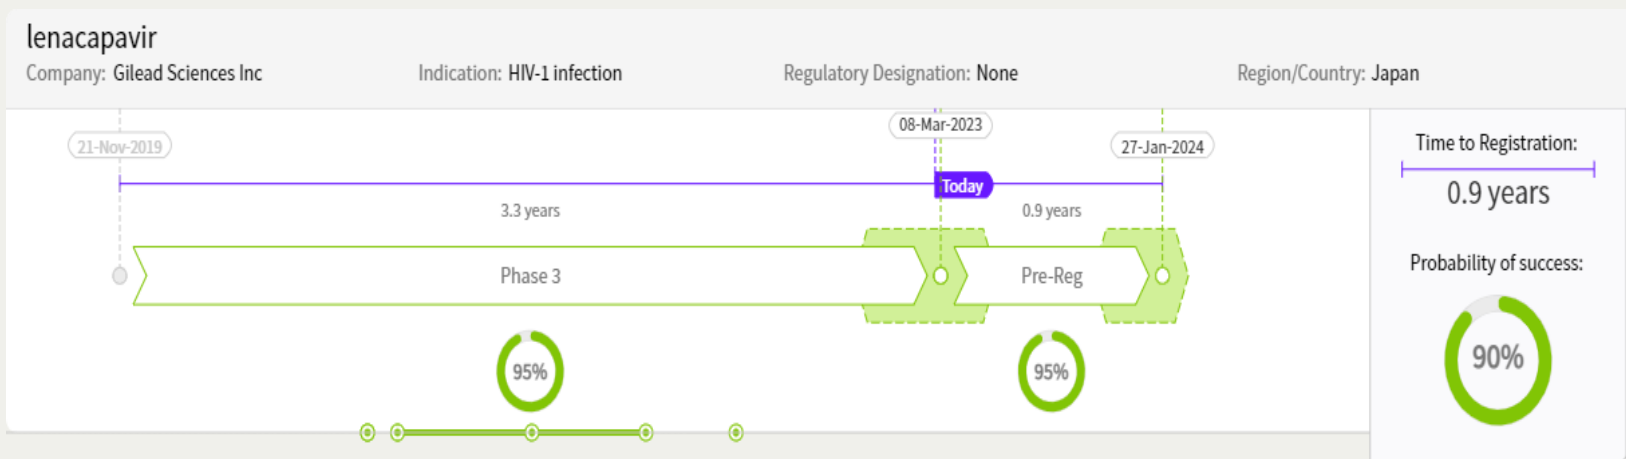 lenacapavir
Company: Gilead Sciences Inc
Indication: HIV-1 infection
Regulatory Designation: None
Region/Country: Japan
21-Nov-2019
08-Mar-2023
27-Jan-2024
Today
3.3 years
0.9 years
Phase 3
Pre-Reg
95%
95%
Time to Registration:
0.9 years
Probability of success:
90%